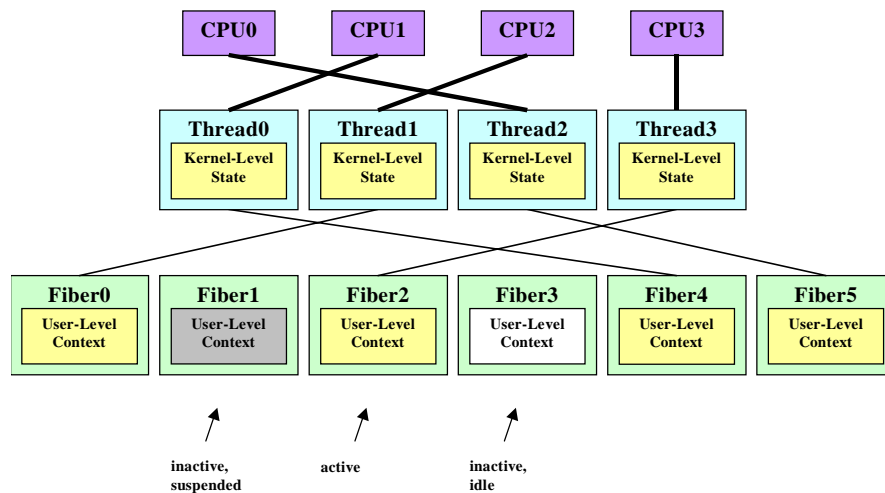 CPU0 CPU1 CPU2 CPU3
Thread0 Thread1 Thread2 Thread3
Kernel-Level Kernel-Level Kernel-Level Kernel-Level
State State State State
Fiber0 Fiber1 Fiber2 Fiber3 Fiber4 Fiber5
User-Level User-Level User-Level User-Level User-Level User-Level
Context Context Context Context Context Context
inactive, active inactive,
suspended idle